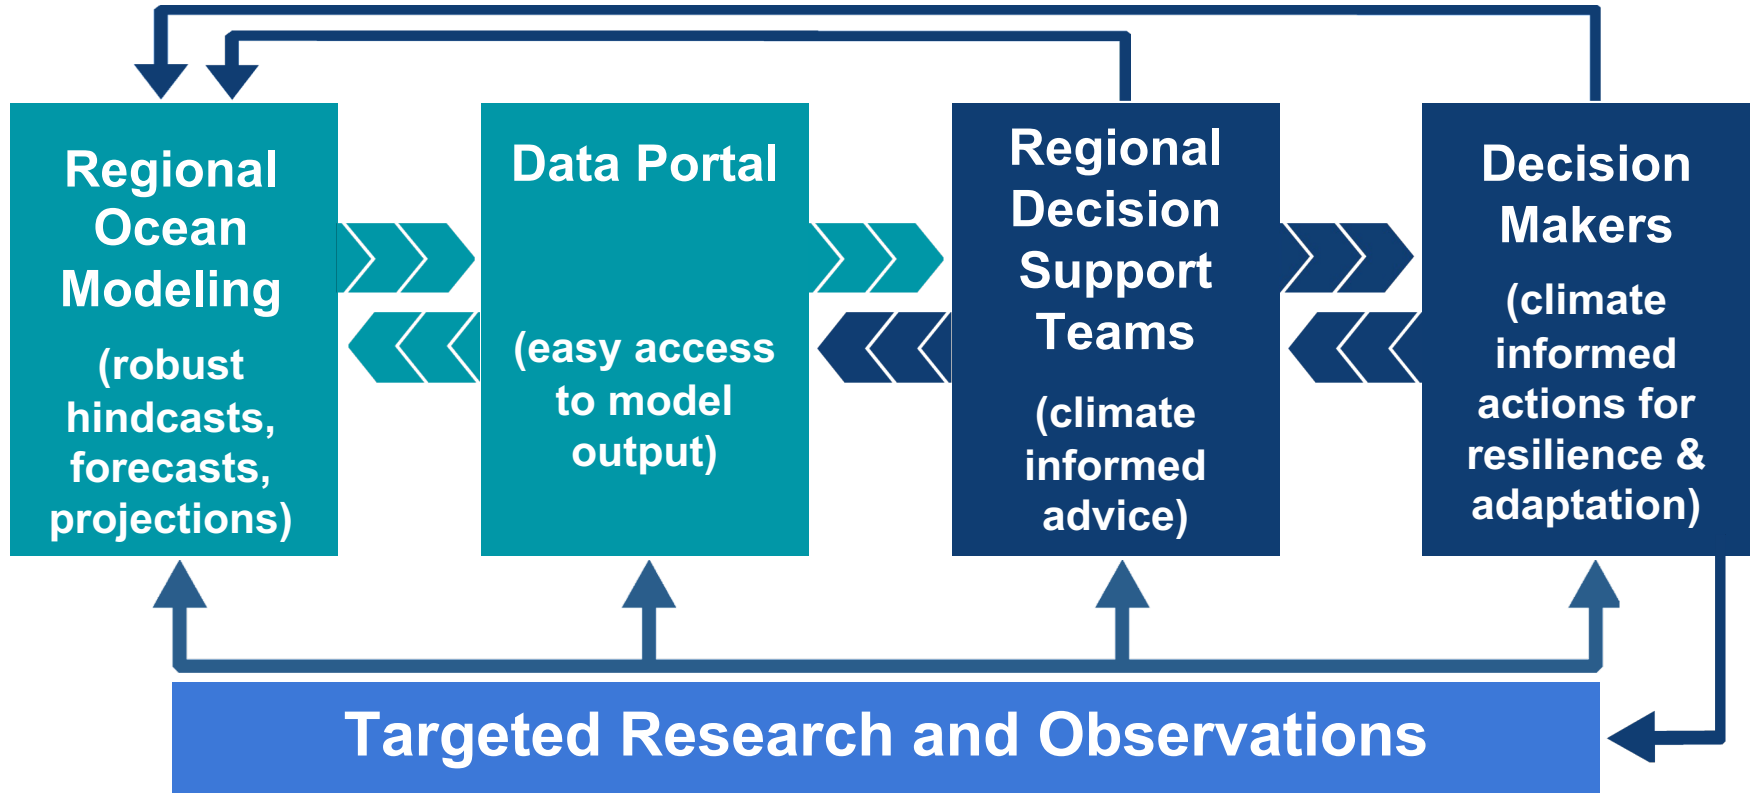 Regional
Ocean
Modeling
(robust
hindcasts,
forecasts,
projections)
Data Portal
(easy access
to model
output)
Regional
Decision
Support
Teams
(climate
informed
advice)
Decision
Makers
(climate
informed
actions for
resilience &
adaptation)
Targeted Research and Observations